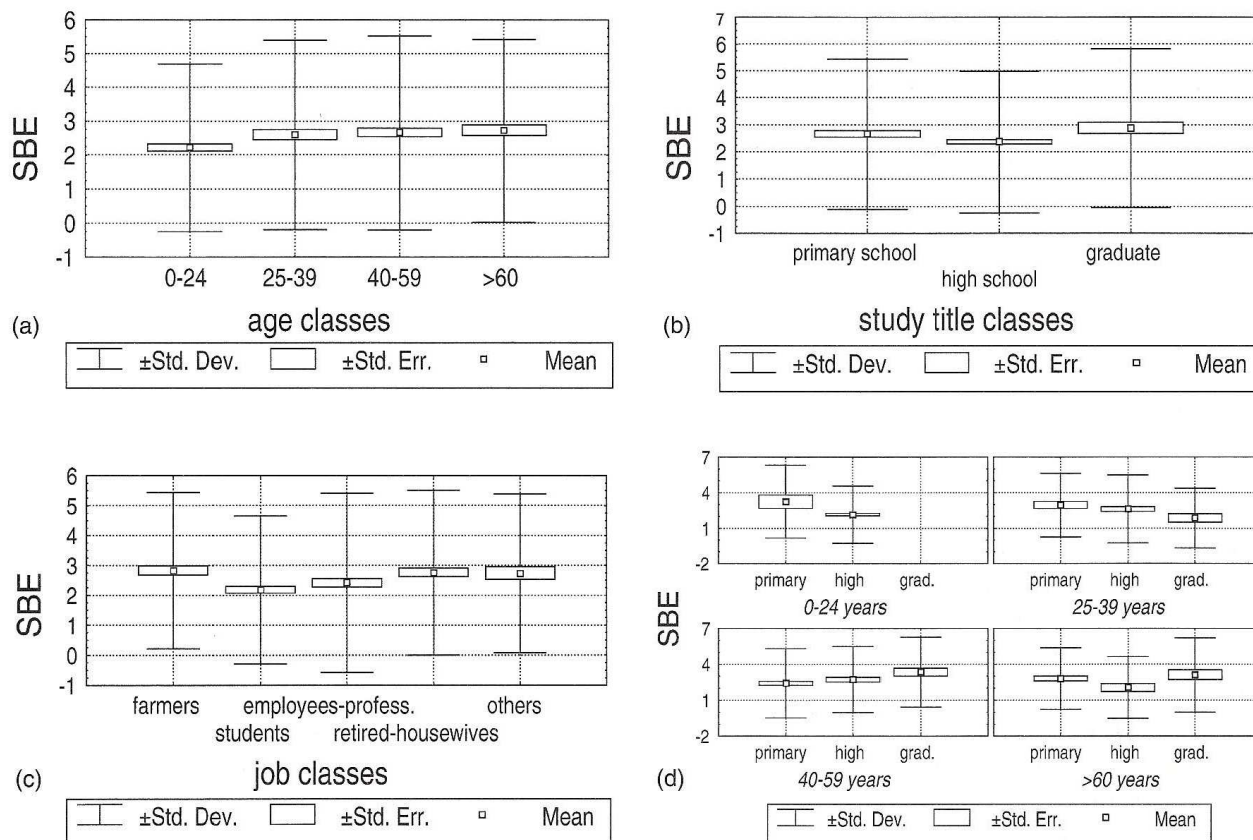 SBE
6
5
4
3
2
1
0
-1
0-24 25-39 40-59 >60
(a) age classes
±Std. Dev. ±Std. Err. Mean
SBE
7
6
5
4
3
2
1
0
-1
primary school graduate
high school
(b) study title classes
±Std. Dev. ±Std. Err. Mean
SBE
6
5
4
3
2
1
0
-1
farmers employees-profess. others
students retired-housewives
(c) job classes
±Std. Dev. ±Std. Err. Mean
SBE
7
4
1
-2
primary high grad. primary high grad.
0-24 years 25-39 years
7
4
1
-2
primary high grad. primary high grad.
(d) 40-59 years >60 years
±Std. Dev. ±Std. Err. Mean